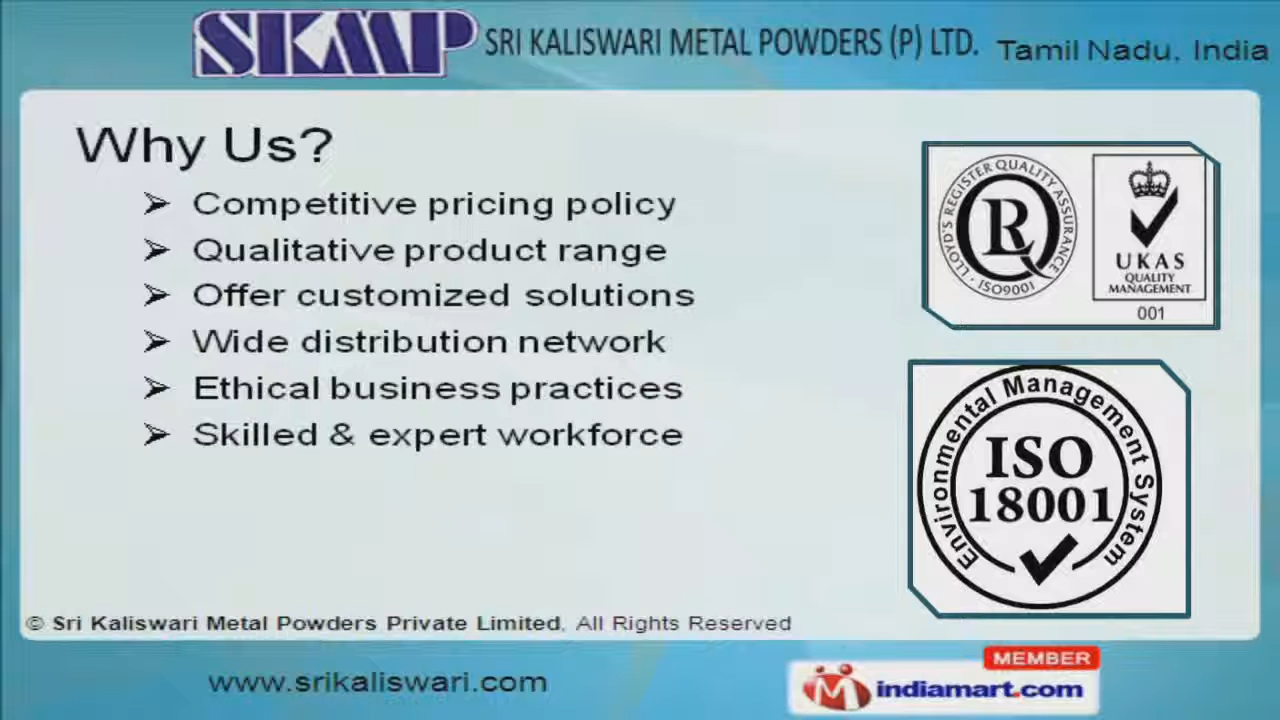 SKMP SRI KALISWARI METAL POWDERS (P) LTD. Tamil Nadu, India
Why Us?
➢ Competitive pricing policy
➢ Qualitative product range
➢ Offer customized solutions
➢ Wide distribution network
➢ Ethical business practices
➢ Skilled & expert workforce
LLOYD'S REGISTER QUALITY ASSURANCE
LRQ
· ISO9001 ·
UKAS
QUALITY
MANAGEMENT
001
Environmental Management System
ISO
18001
© Sri Kaliswari Metal Powders Private Limited, All Rights Reserved
www.srikaliswari.com
MEMBER
indiamart.com